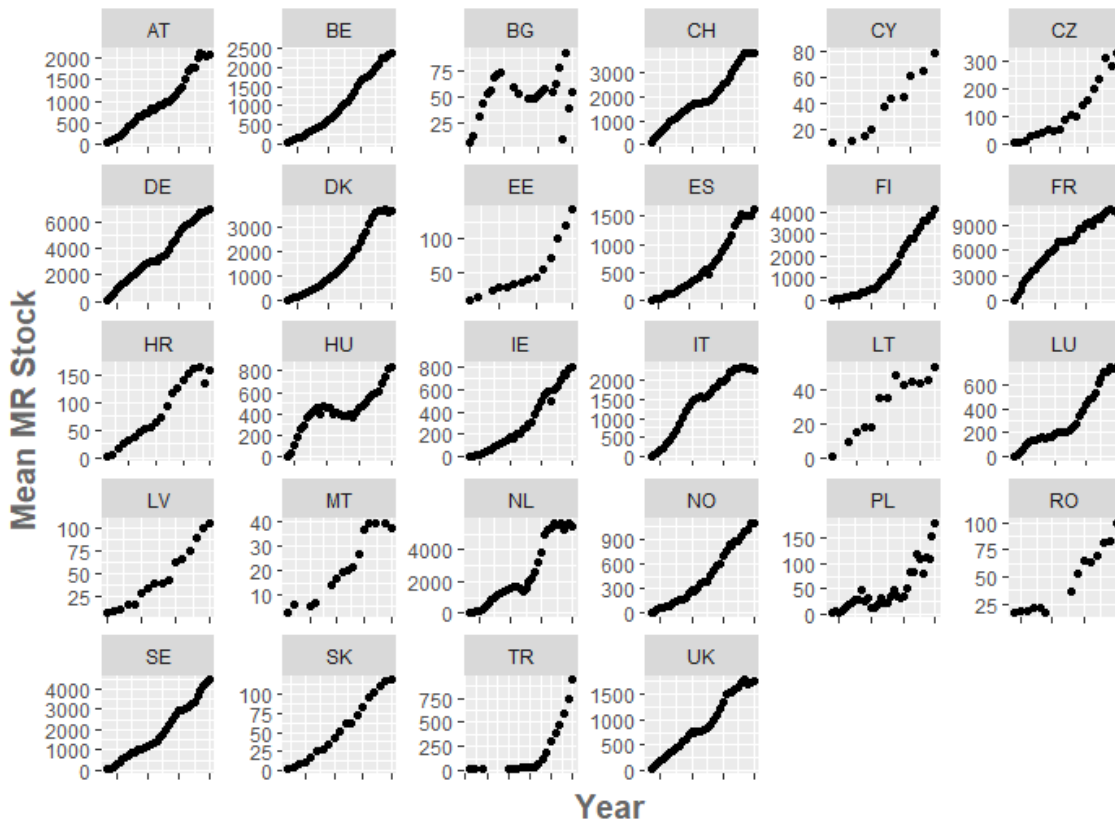 AT BE BG CH CY CZ
2000 1500 1000 500 0
2500 2000 1500 1000 500 0
75 50 25
3000 2000 1000 0
80 60 40 20
300 200 100 0
DE DK EE ES FI FR
6000 4000 2000 0
3000 2000 1000 0
100 50
1500 1000 500 0
4000 3000 2000 1000 0
9000 6000 3000 0
HR HU IE IT LT LU
150 100 50 0
800 600 400 200 0
800 600 400 200 0
2000 1500 1000 500 0
40 20 0
600 400 200 0
LV MT NL NO PL RO
100 75 50 25
40 30 20 10
4000 2000 0
900 600 300 0
150 100 50 0
100 75 50 25
SE SK TR UK
4000 3000 2000 1000 0
100 75 50 25 0
750 500 250 0
1500 1000 500 0
Mean MR Stock
Year